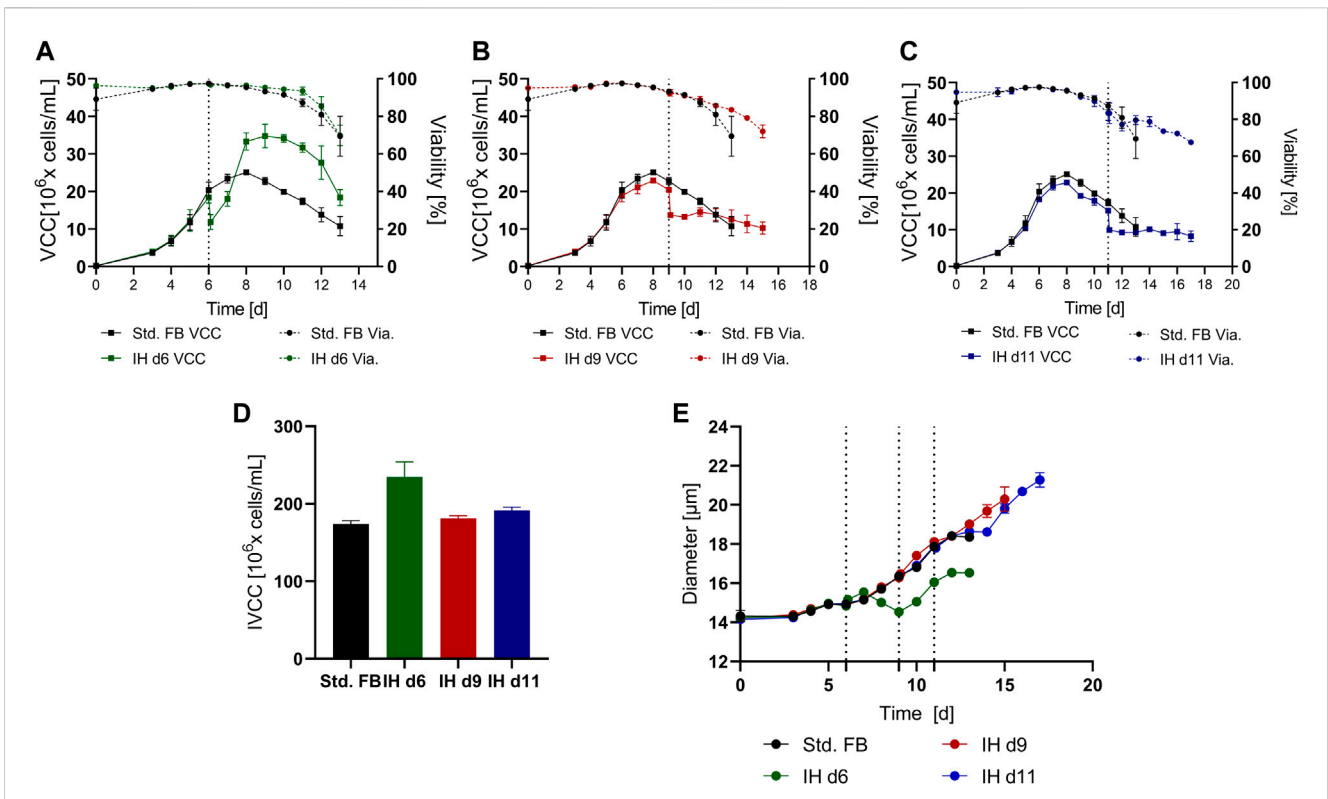 A
VCC[10⁶x cells/mL]
50
40
30
20
10
0
100
80
60
40
20
0
Viability [%]
0 2 4 6 8 10 12 14
Time [d]
Std. FB VCC
Std. FB Via.
IH d6 VCC
IH d6 Via.
B
VCC[10⁶x cells/mL]
50
40
30
20
10
0
100
80
60
40
20
0
Viability [%]
0 2 4 6 8 10 12 14 16 18
Time [d]
Std. FB VCC
Std. FB Via.
IH d9 VCC
IH d9 Via.
C
VCC[10⁶x cells/mL]
50
40
30
20
10
0
100
80
60
40
20
0
Viability [%]
0 2 4 6 8 10 12 14 16 18 20
Time [d]
Std. FB VCC
Std. FB Via.
IH d11 VCC
IH d11 Via.
D
IVCC [10⁶x cells/mL]
300
200
100
0
Std. FB IH d6 IH d9 IH d11
E
Diameter [µm]
24
22
20
18
16
14
12
0 5 10 15 20
Time [d]
Std. FB
IH d9
IH d6
IH d11